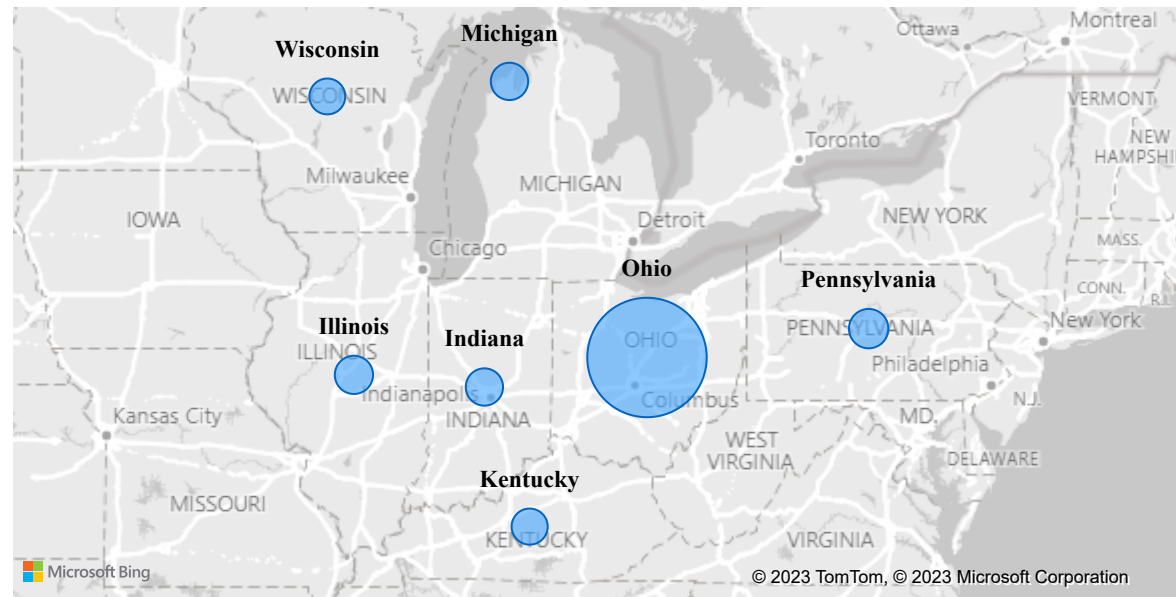 Montreal
Ottawa
Michigan
Wisconsin
WISCONSIN
VERMONT
NEW
HAMPSHI
Toronto
Milwaukee
MICHIGAN
IOWA
NEW YORK
Detroit
MASS.
Chicago
Ohio
Pennsylvania
CONN.
R.I.
New York
Illinois
ILLINOIS
Indiana
OHIO
PENNSYLVANIA
Philadelphia
Indianapolis
Columbus
N.J.
Kansas City
INDIANA
MD.
WEST
VIRGINIA
DELAWARE
Kentucky
MISSOURI
KENTUCKY
VIRGINIA
Microsoft Bing
© 2023 TomTom, © 2023 Microsoft Corporation